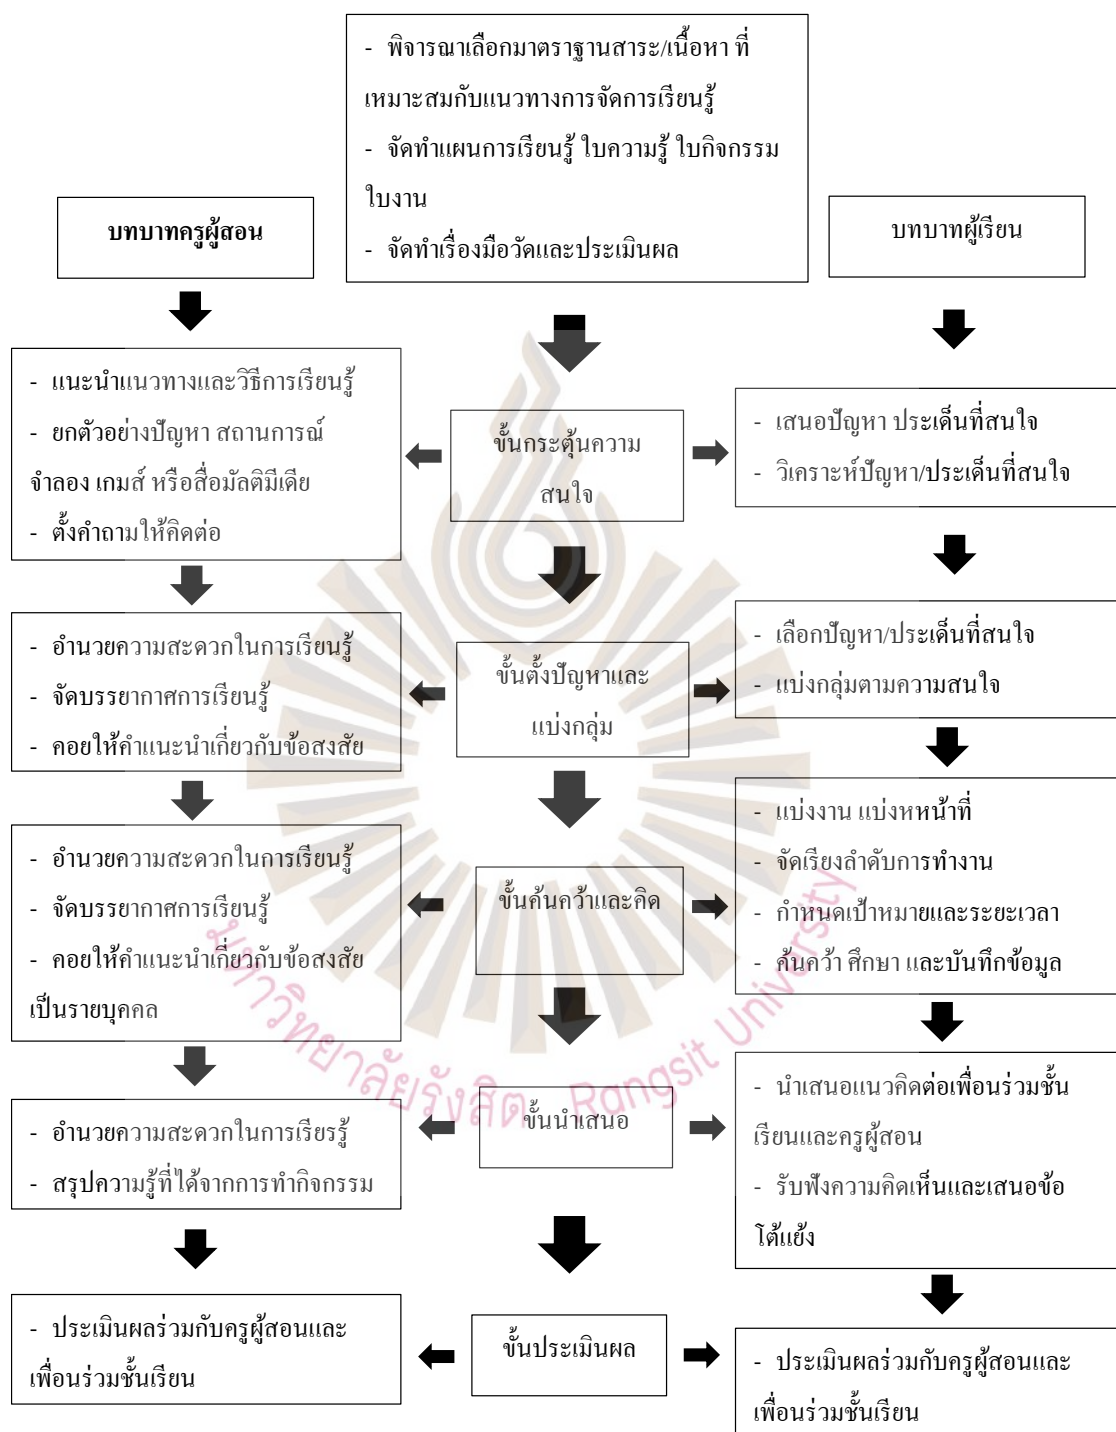 - พิจารณาเลือกมาตราฐานสาระ/เนื้อหา ที่
เหมาะสมกับแนวทางการจัดการเรียนรู้
- จัดทำแผนการเรียนรู้ ใบความรู้ ใบกิจกรรม
ใบงาน
- จัดทำเรื่องมือวัดและประเมินผล
บทบาทครูผู้สอน
บทบาทผู้เรียน
- แนะนำแนวทางและวิธีการเรียนรู้
- ยกตัวอย่างปัญหา สถานการณ์
จำลอง เกมส์ หรือสื่อมัลติมีเดีย
- ตั้งคำถามให้คิดต่อ
ขั้นกระตุ้นความ
สนใจ
- เสนอปัญหา ประเด็นที่สนใจ
- วิเคราะห์ปัญหา/ประเด็นที่สนใจ
- อำนวยความสะดวกในการเรียนรู้
- จัดบรรยากาศการเรียนรู้
- คอยให้คำแนะนำเกี่ยวกับข้อสงสัย
ขั้นตั้งปัญหาและ
แบ่งกลุ่ม
- เลือกปัญหา/ประเด็นที่สนใจ
- แบ่งกลุ่มตามความสนใจ
- อำนวยความสะดวกในการเรียนรู้
- จัดบรรยากาศการเรียนรู้
- คอยให้คำแนะนำเกี่ยวกับข้อสงสัย
เป็นรายบุคคล
ขั้นค้นคว้าและคิด
- แบ่งงาน แบ่งหหน้าที่
- จัดเรียงลำดับการทำงาน
- กำหนดเป้าหมายและระยะเวลา
- ค้นคว้า ศึกษา และบันทึกข้อมูล
- อำนวยความสะดวกในการเรียรรู้
- สรุปความรู้ที่ได้จากการทำกิจกรรม
ขั้นนำเสนอ
- นำเสนอแนวคิดต่อเพื่อนร่วมชั้น
เรียนและครูผู้สอน
- รับฟังความคิดเห็นและเสนอข้อ
โต้แย้ง
- ประเมินผลร่วมกับครูผู้สอนและ
เพื่อนร่วมชั้นเรียน
ขั้นประเมินผล
- ประเมินผลร่วมกับครูผู้สอนและ
เพื่อนร่วมชั้นเรียน
มหาวิทยาลัยรังสิต Rangsit University